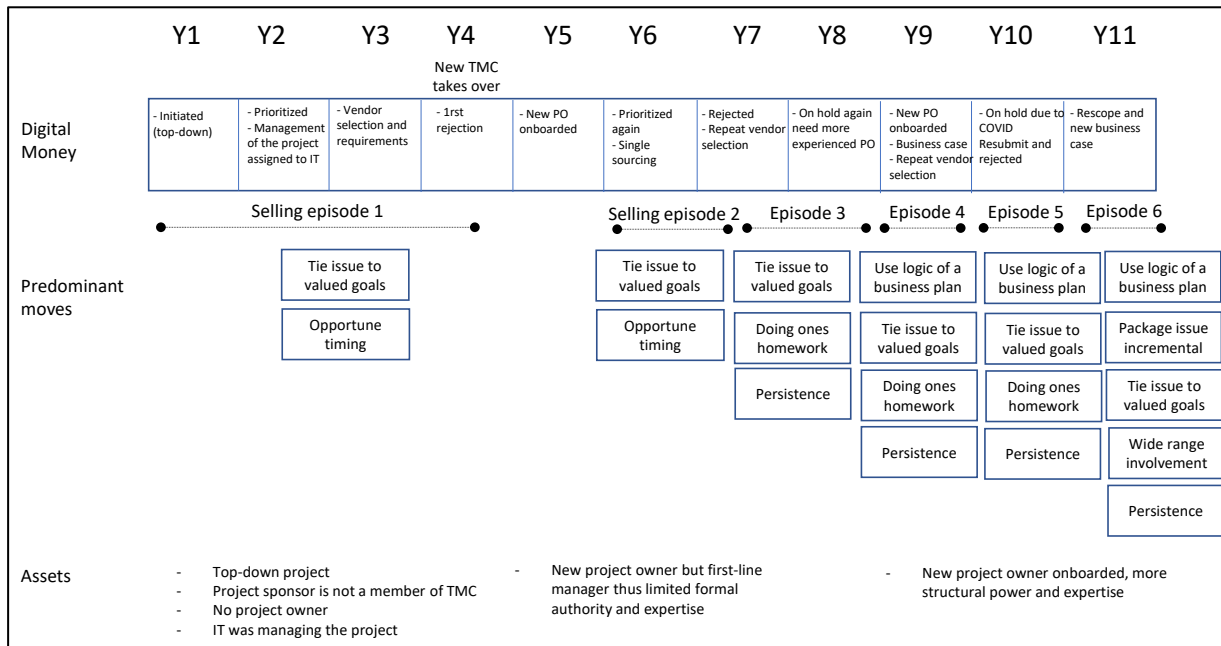 Y1 Y2 Y3 Y4 Y5 Y6 Y7 Y8 Y9 Y10 Y11
New TMC
takes over
Digital
Money
- Initiated
(top-down)
- Prioritized
- Management
of the project
assigned to IT
- Vendor
selection and
requirements
- 1rst
rejection
- New PO
onboarded
- Prioritized
again
- Single
sourcing
- Rejected
- Repeat vendor
selection
- On hold again
need more
experienced PO
- New PO
onboarded
- Business case
- Repeat vendor
selection
- On hold due to
COVID
Resubmit and
rejected
- Rescope and
new business
case
Selling episode 1
Selling episode 2
Episode 3
Episode 4
Episode 5
Episode 6
Predominant
moves
Tie issue to
valued goals
Opportune
timing
Tie issue to
valued goals
Opportune
timing
Tie issue to
valued goals
Doing ones
homework
Persistence
Use logic of a
business plan
Tie issue to
valued goals
Doing ones
homework
Persistence
Use logic of a
business plan
Tie issue to
valued goals
Doing ones
homework
Persistence
Use logic of a
business plan
Package issue
incremental
Tie issue to
valued goals
Wide range
involvement
Persistence
Assets
- Top-down project
- Project sponsor is not a member of TMC
- No project owner
- IT was managing the project
- New project owner but first-line
manager thus limited formal
authority and expertise
- New project owner onboarded, more
structural power and expertise